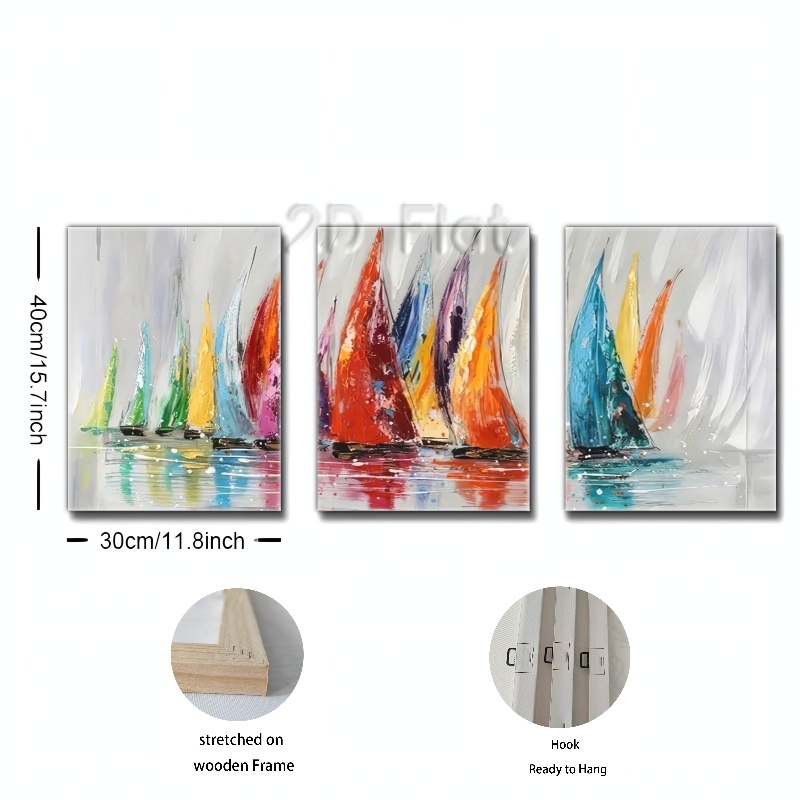 2D Flat
40cm/15.7inch
30cm/11.8inch
stretched on
wooden Frame
Hook
Ready to Hang